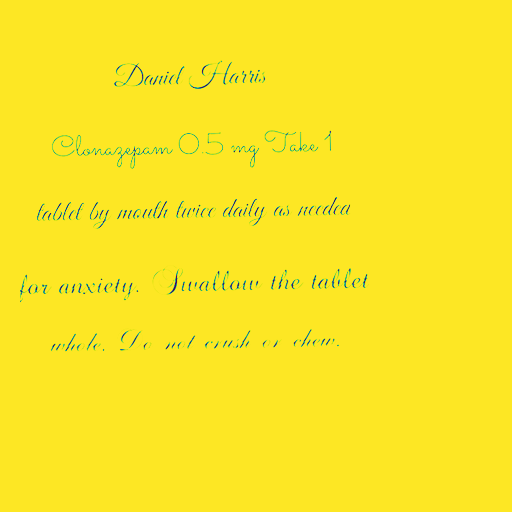 Daniel Harris
Clonazepam 0.5 mg Take 1
tablet by mouth twice daily as needed
for anxiety. Swallow the tablet
whole. Do not crush or chew.